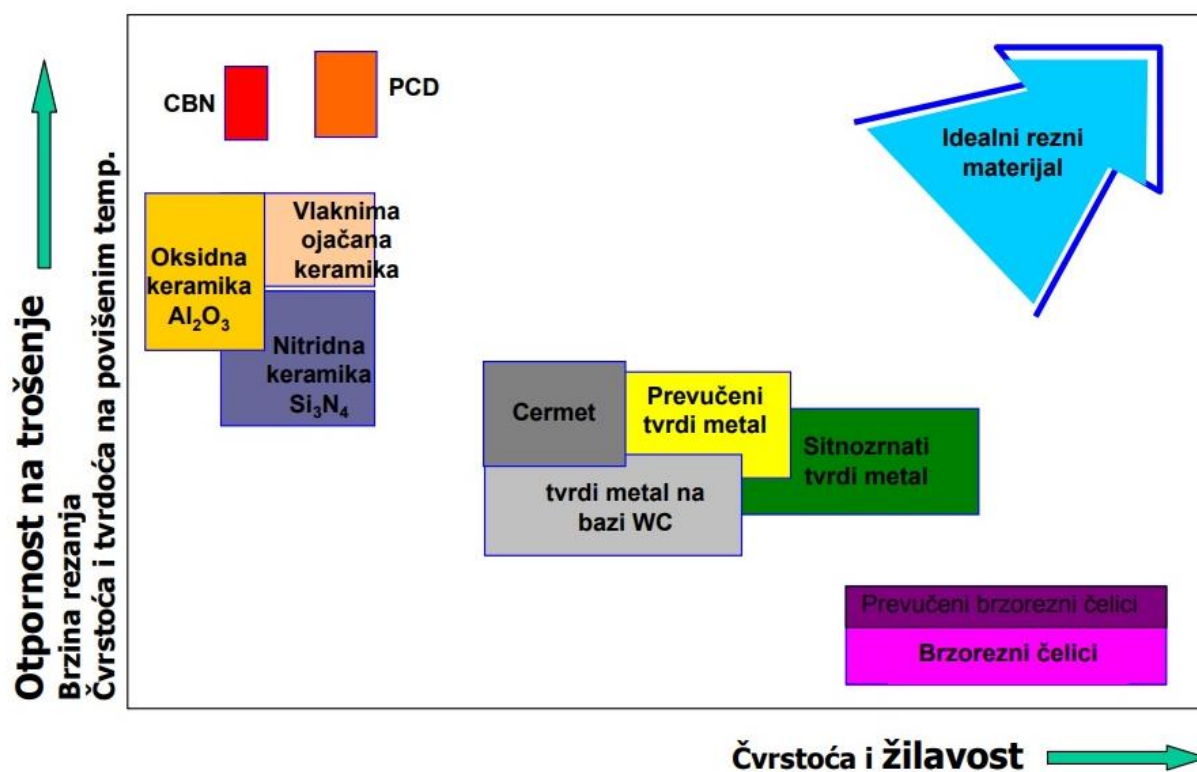 CBN
PCD
Idealni rezni
materijal
Vlaknima
ojačana
keramika
Oksidna
keramika
Al₂O₃
Nitridna
keramika
Si₃N₄
Cermet
Prevučeni
tvrdi metal
Sitnozrnati
tvrdi metal
tvrdi metal na
bazi WC
Prevučeni brzorezni čelici
Brzorezni čelici
Otpornost na trošenje
Brzina rezanja
Čvrstoća i tvrdoća na povišenim temp.
Čvrstoća i žilavost